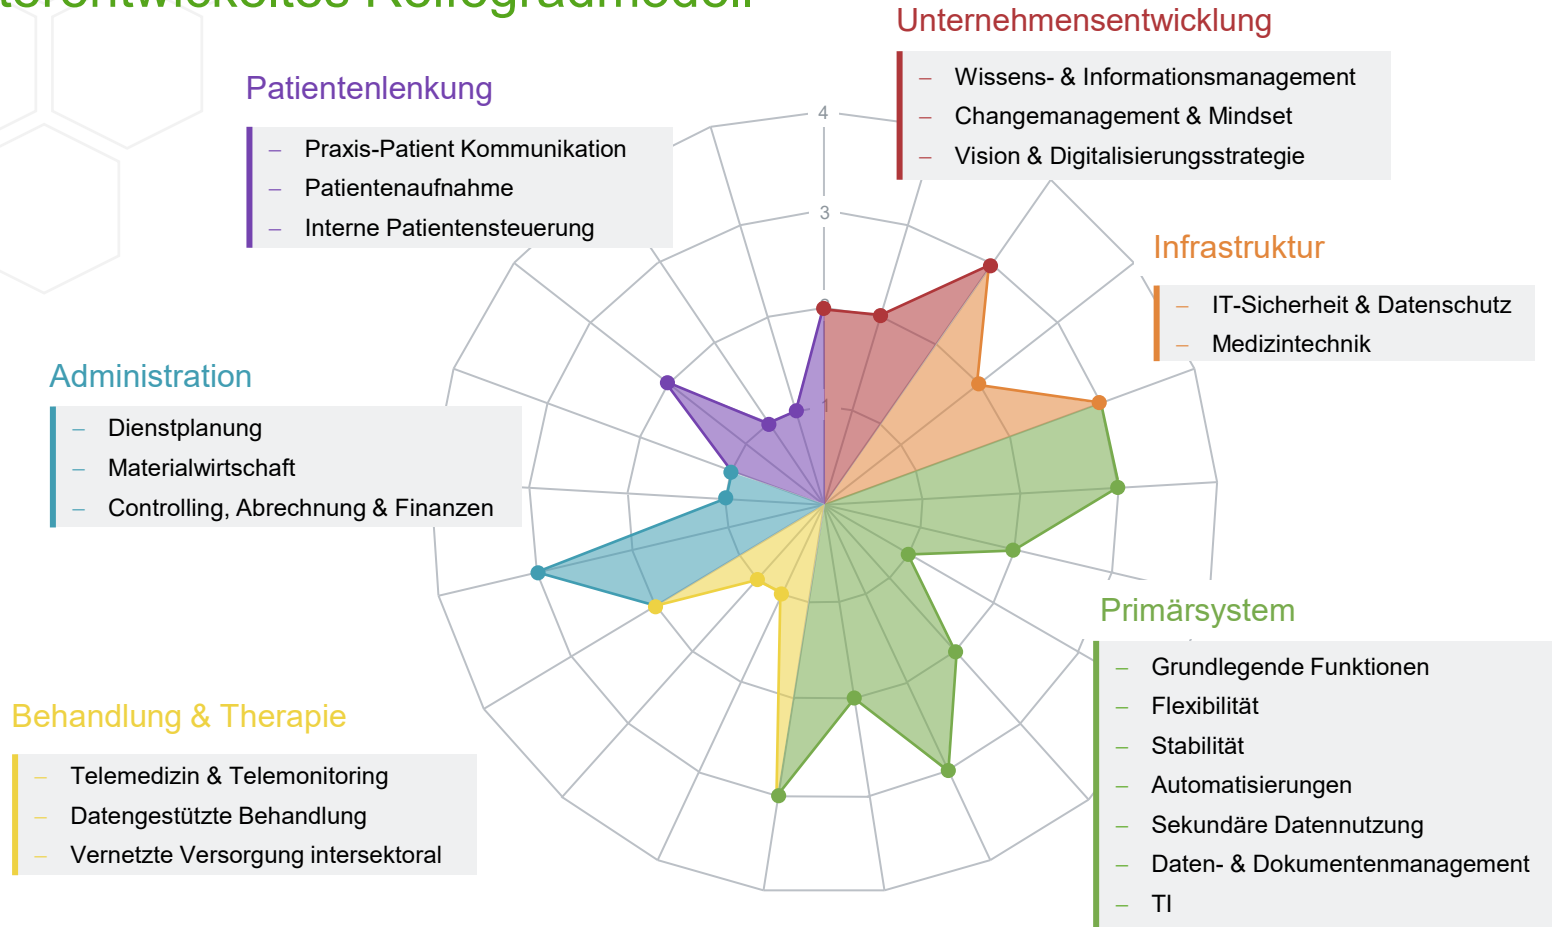 Unternehmensentwicklung
– Wissens- & Informationsmanagement
– Changemanagement & Mindset
– Vision & Digitalisierungsstrategie
Patientenlenkung
– Praxis-Patient Kommunikation
– Patientenaufnahme
– Interne Patientensteuerung
4
3
1
Infrastruktur
– IT-Sicherheit & Datenschutz
– Medizintechnik
Administration
– Dienstplanung
– Materialwirtschaft
– Controlling, Abrechnung & Finanzen
Primärsystem
– Grundlegende Funktionen
– Flexibilität
– Stabilität
– Automatisierungen
– Sekundäre Datennutzung
– Daten- & Dokumentenmanagement
– TI
Behandlung & Therapie
– Telemedizin & Telemonitoring
– Datengestützte Behandlung
– Vernetzte Versorgung intersektoral